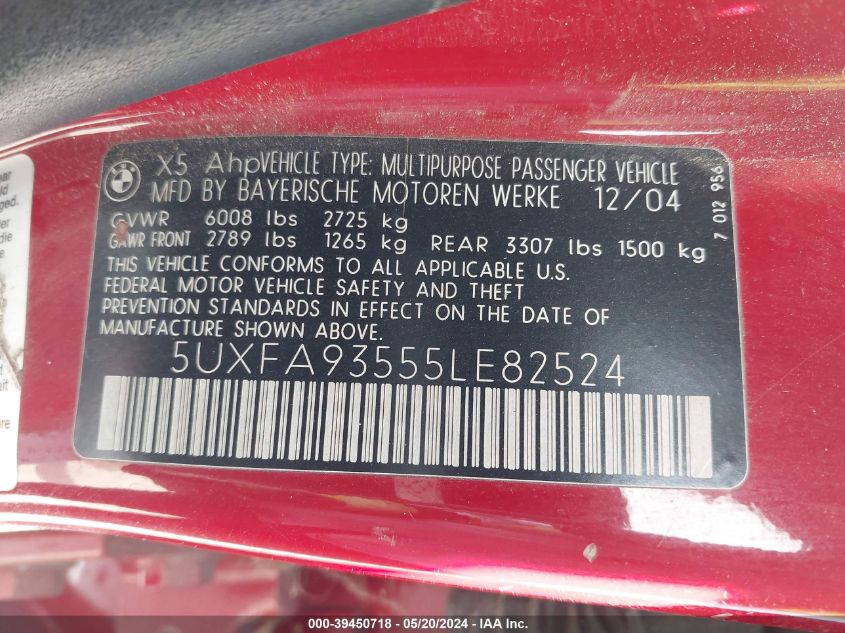 BMW
X5 Ahp VEHICLE TYPE: MULTIPURPOSE PASSENGER VEHICLE
MFD BY BAYERISCHE MOTOREN WERKE 12/04
GVWR 6008 lbs 2725 kg
GAWR FRONT 2789 lbs 1265 kg REAR 3307 lbs 1500 kg
THIS VEHICLE CONFORMS TO ALL APPLICABLE U.S.
FEDERAL MOTOR VEHICLE SAFETY AND THEFT
PREVENTION STANDARDS IN EFFECT ON THE DATE OF
MANUFACTURE SHOWN ABOVE.
5UXFA93555LE82524
7 012 956
000-39450718 - 05/20/2024 - IAA Inc.